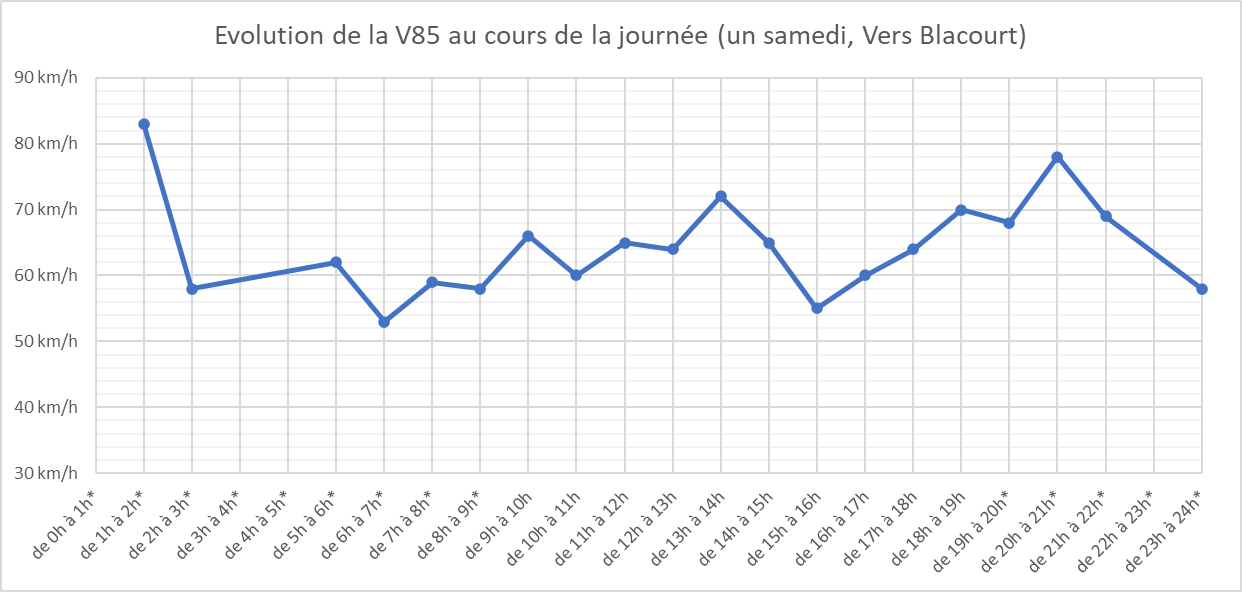 Evolution de la V85 au cours de la journée (un samedi, Vers Blacourt)
90 km/h
80 km/h
70 km/h
60 km/h
50 km/h
40 km/h
30 km/h
de 0h à 1h*
de 1h à 2h*
de 2h à 3h*
de 3h à 4h*
de 4h à 5h*
de 5h à 6h*
de 6h à 7h*
de 7h à 8h*
de 8h à 9h*
de 9h à 10h
de 10h à 11h
de 11h à 12h
de 12h à 13h
de 13h à 14h
de 14h à 15h
de 15h à 16h
de 16h à 17h
de 17h à 18h
de 18h à 19h
de 19h à 20h*
de 20h à 21h*
de 21h à 22h*
de 22h à 23h*
de 23h à 24h*